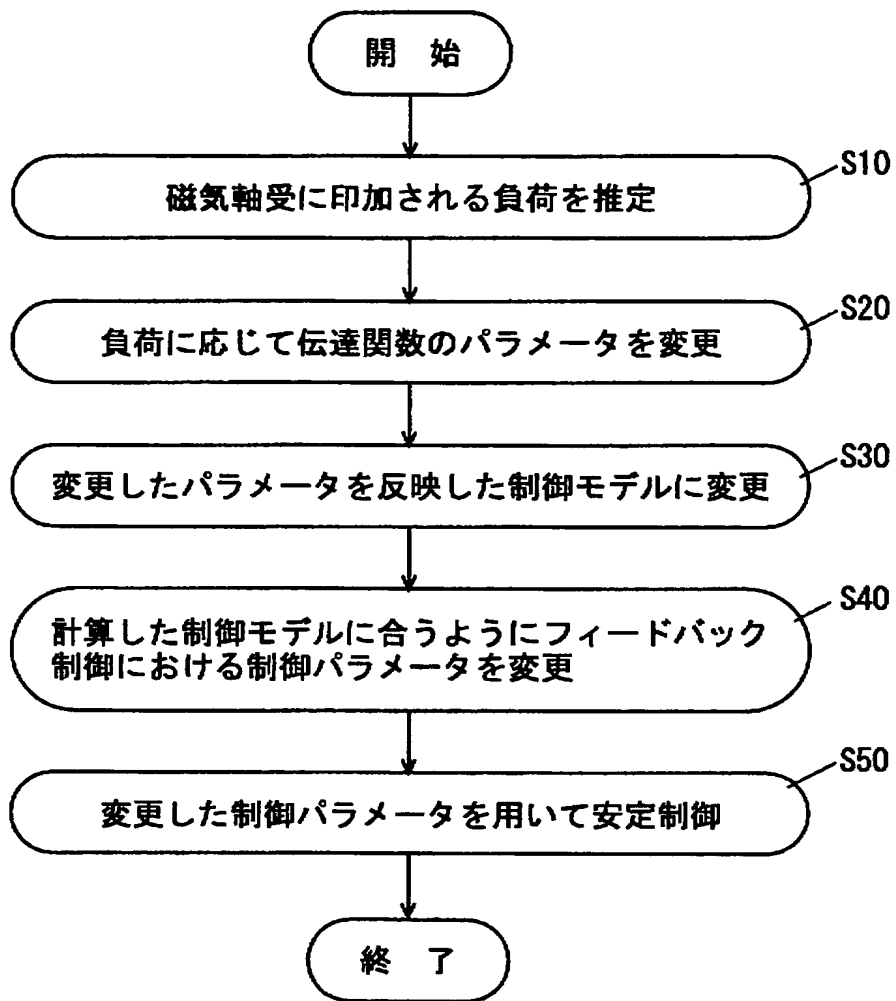 開 始
S10
磁気軸受に印加される負荷を推定
S20
負荷に応じて伝達関数のパラメータを変更
S30
変更したパラメータを反映した制御モデルに変更
S40
計算した制御モデルに合うようにフィードバック
制御における制御パラメータを変更
S50
変更した制御パラメータを用いて安定制御
終 了